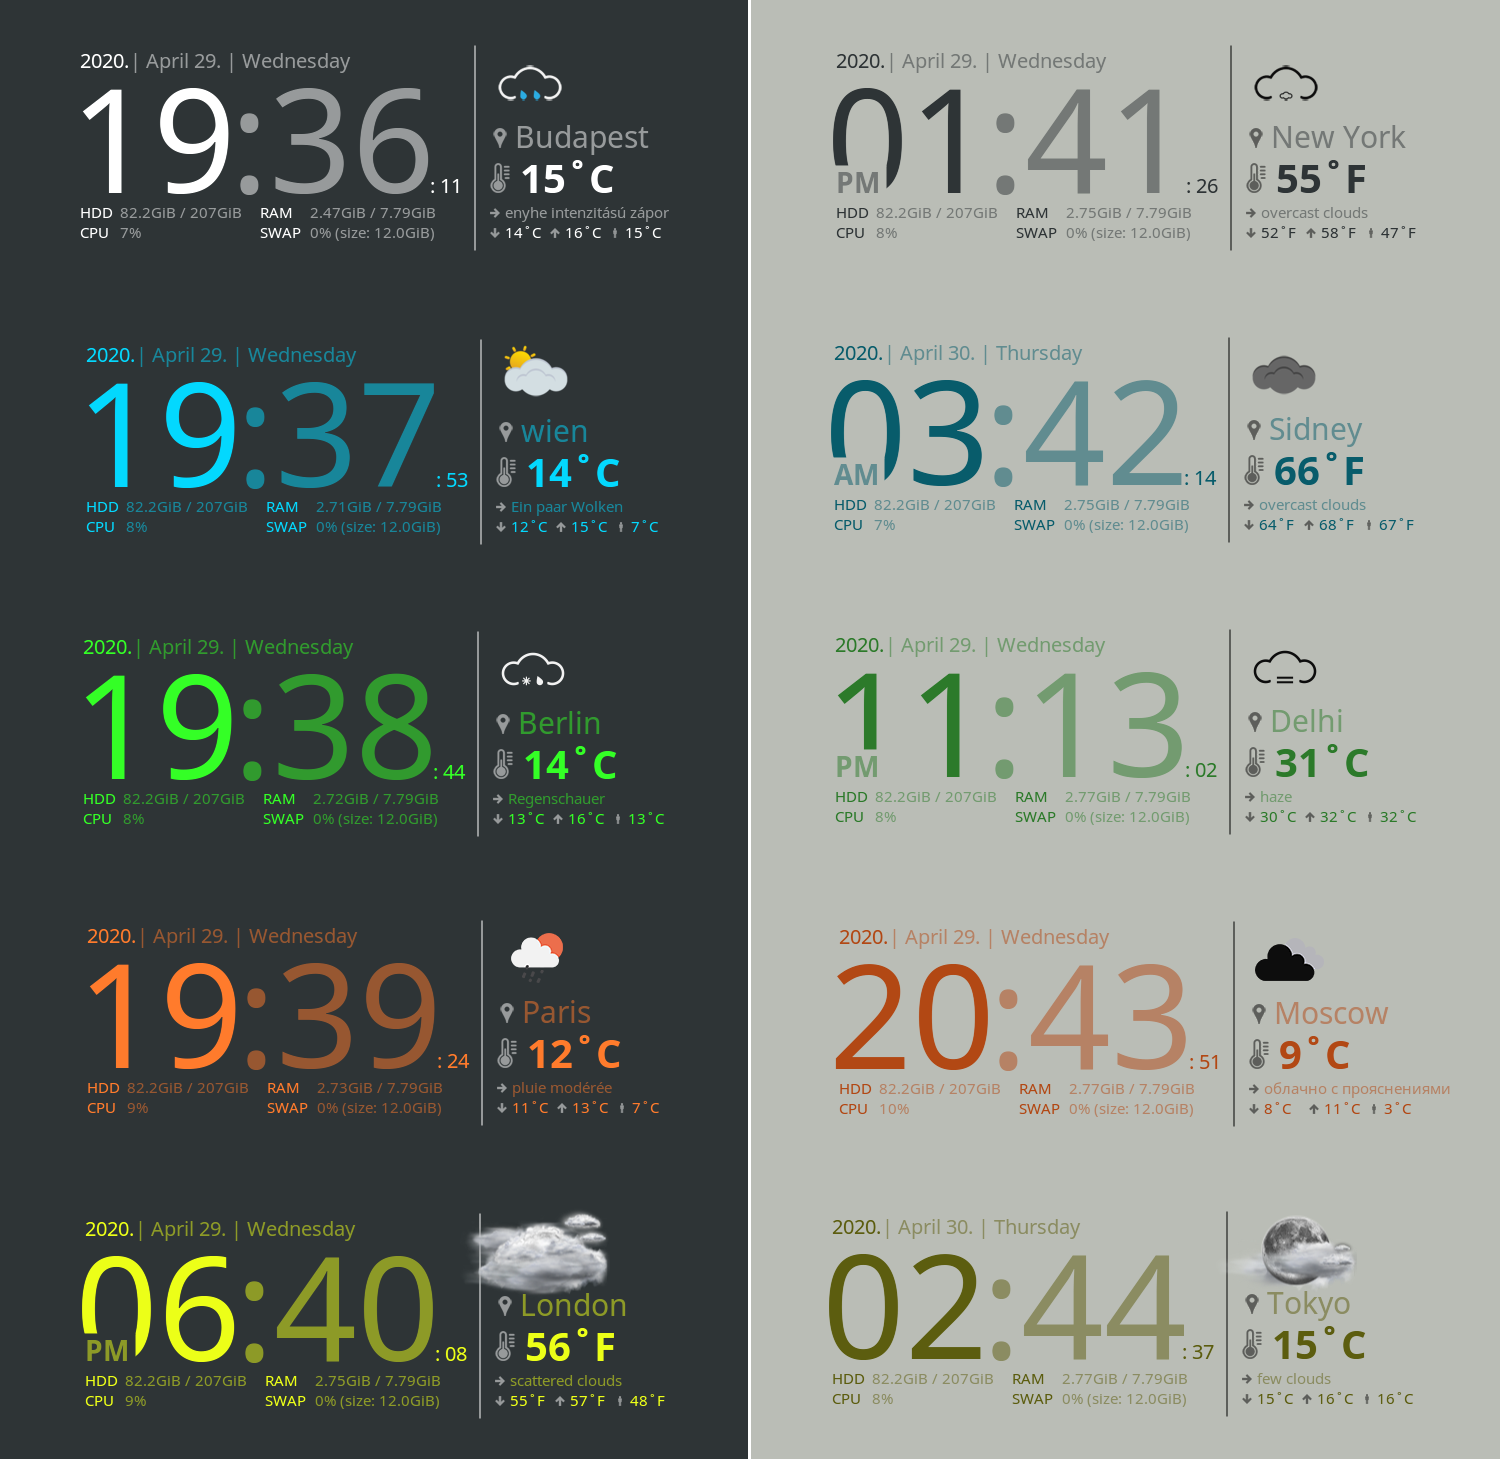 2020. | April 29. | Wednesday
19:36 : 11
HDD 82.2GiB / 207GiB RAM 2.47GiB / 7.79GiB
CPU 7% SWAP 0% (size: 12.0GiB)
Budapest
15°C
enyhe intenzitású zápor
14°C 16°C 15°C
2020. | April 29. | Wednesday
19:37 : 53
HDD 82.2GiB / 207GiB RAM 2.71GiB / 7.79GiB
CPU 8% SWAP 0% (size: 12.0GiB)
wien
14°C
Ein paar Wolken
12°C 15°C 7°C
2020. | April 29. | Wednesday
19:38 : 44
HDD 82.2GiB / 207GiB RAM 2.72GiB / 7.79GiB
CPU 8% SWAP 0% (size: 12.0GiB)
Berlin
14°C
Regenschauer
13°C 16°C 13°C
2020. | April 29. | Wednesday
19:39 : 24
HDD 82.2GiB / 207GiB RAM 2.73GiB / 7.79GiB
CPU 9% SWAP 0% (size: 12.0GiB)
Paris
12°C
pluie modérée
11°C 13°C 7°C
2020. | April 29. | Wednesday
06:40 : 08
PM
HDD 82.2GiB / 207GiB RAM 2.75GiB / 7.79GiB
CPU 9% SWAP 0% (size: 12.0GiB)
London
56°F
scattered clouds
55°F 57°F 48°F
2020. | April 29. | Wednesday
01:41 : 26
PM
HDD 82.2GiB / 207GiB RAM 2.75GiB / 7.79GiB
CPU 8% SWAP 0% (size: 12.0GiB)
New York
55°F
overcast clouds
52°F 58°F 47°F
2020. | April 30. | Thursday
03:42 : 14
AM
HDD 82.2GiB / 207GiB RAM 2.75GiB / 7.79GiB
CPU 7% SWAP 0% (size: 12.0GiB)
Sidney
66°F
overcast clouds
64°F 68°F 67°F
2020. | April 29. | Wednesday
11:13 : 02
PM
HDD 82.2GiB / 207GiB RAM 2.77GiB / 7.79GiB
CPU 8% SWAP 0% (size: 12.0GiB)
Delhi
31°C
haze
30°C 32°C 32°C
2020. | April 29. | Wednesday
20:43 : 51
HDD 82.2GiB / 207GiB RAM 2.77GiB / 7.79GiB
CPU 10% SWAP 0% (size: 12.0GiB)
Moscow
9°C
облачно с прояснениями
8°C 11°C 3°C
2020. | April 30. | Thursday
02:44 : 37
HDD 82.2GiB / 207GiB RAM 2.77GiB / 7.79GiB
CPU 8% SWAP 0% (size: 12.0GiB)
Tokyo
15°C
few clouds
15°C 16°C 16°C